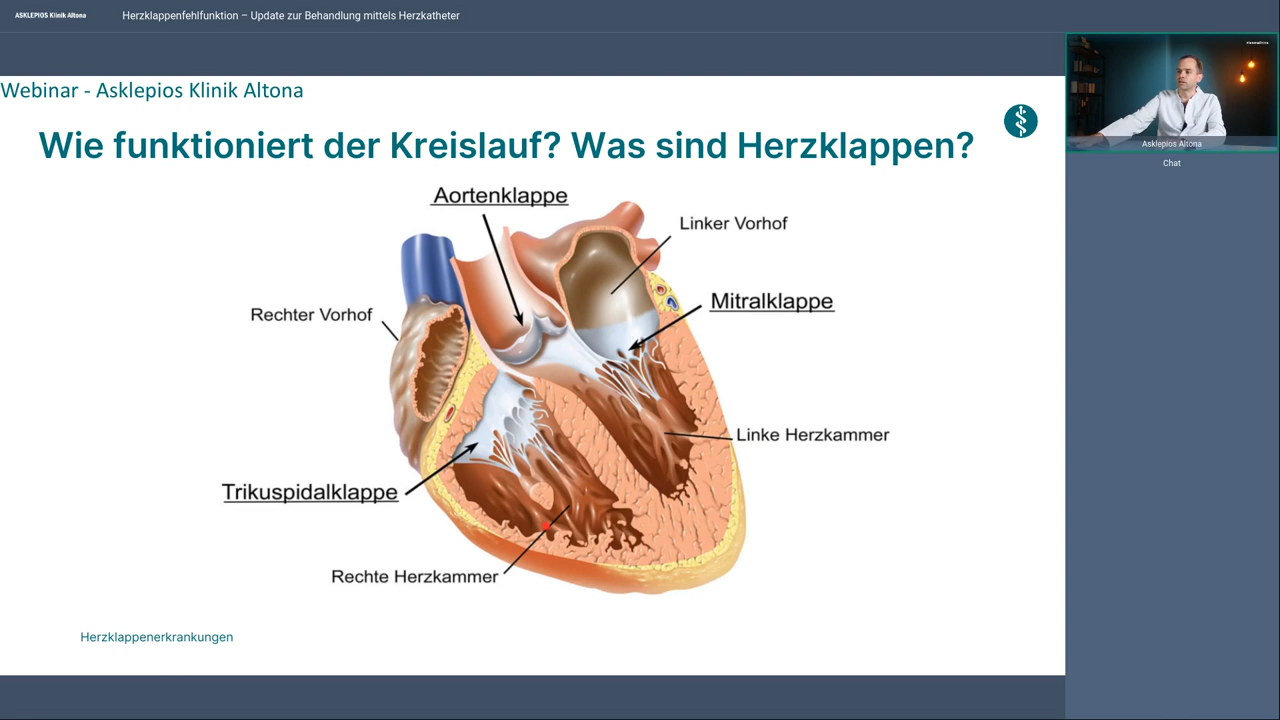 ASKLEPIOS Klinik Altona
Herzklappenfehlfunktion – Update zur Behandlung mittels Herzkatheter
Webinar - Asklepios Klinik Altona
Wie funktioniert der Kreislauf? Was sind Herzklappen?
Aortenklappe
Linker Vorhof
Mitralklappe
Rechter Vorhof
Linke Herzkammer
Trikuspidalklappe
Rechte Herzkammer
Herzklappenerkrankungen
Asklepios Altona
Chat